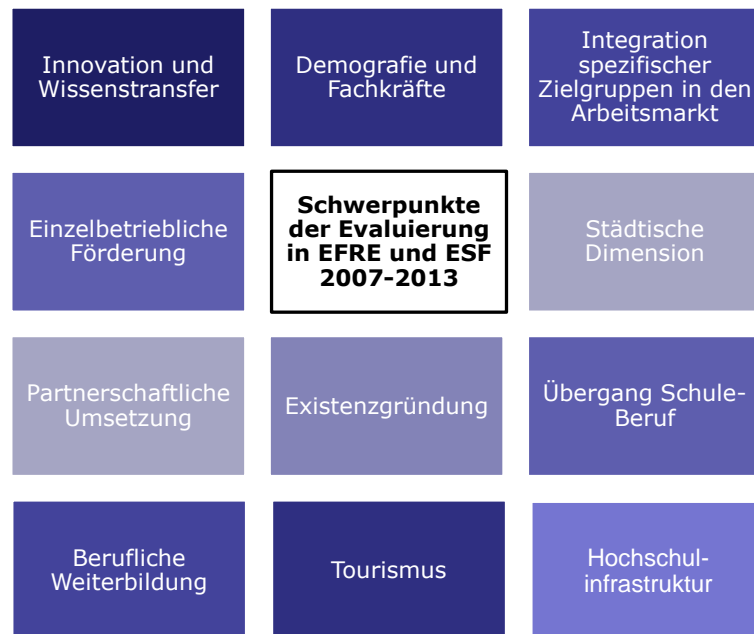 Innovation und
Wissenstransfer
Demografie und
Fachkräfte
Integration
spezifischer
Zielgruppen in den
Arbeitsmarkt
Einzelbetriebliche
Förderung
Schwerpunkte
der Evaluierung
in EFRE und ESF
2007-2013
Städtische
Dimension
Partnerschaftliche
Umsetzung
Existenzgründung
Übergang Schule-
Beruf
Berufliche
Weiterbildung
Tourismus
Hochschul-
infrastruktur